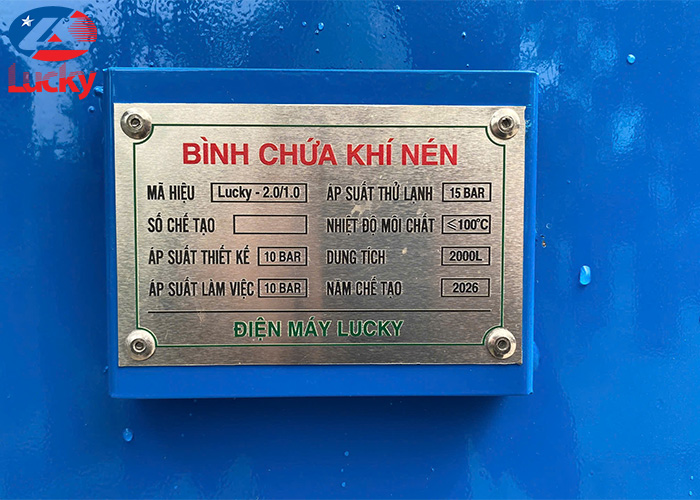 Lucky
BÌNH CHỨA KHÍ NÉN
MÃ HIỆU Lucky - 2.0/1.0 ÁP SUẤT THỬ LẠNH 15 BAR
SỐ CHẾ TẠO NHIỆT ĐỘ MÔI CHẤT ≤100°C
ÁP SUẤT THIẾT KẾ 10 BAR DUNG TÍCH 2000L
ÁP SUẤT LÀM VIỆC 10 BAR NĂM CHẾ TẠO 2026
ĐIỆN MÁY LUCKY